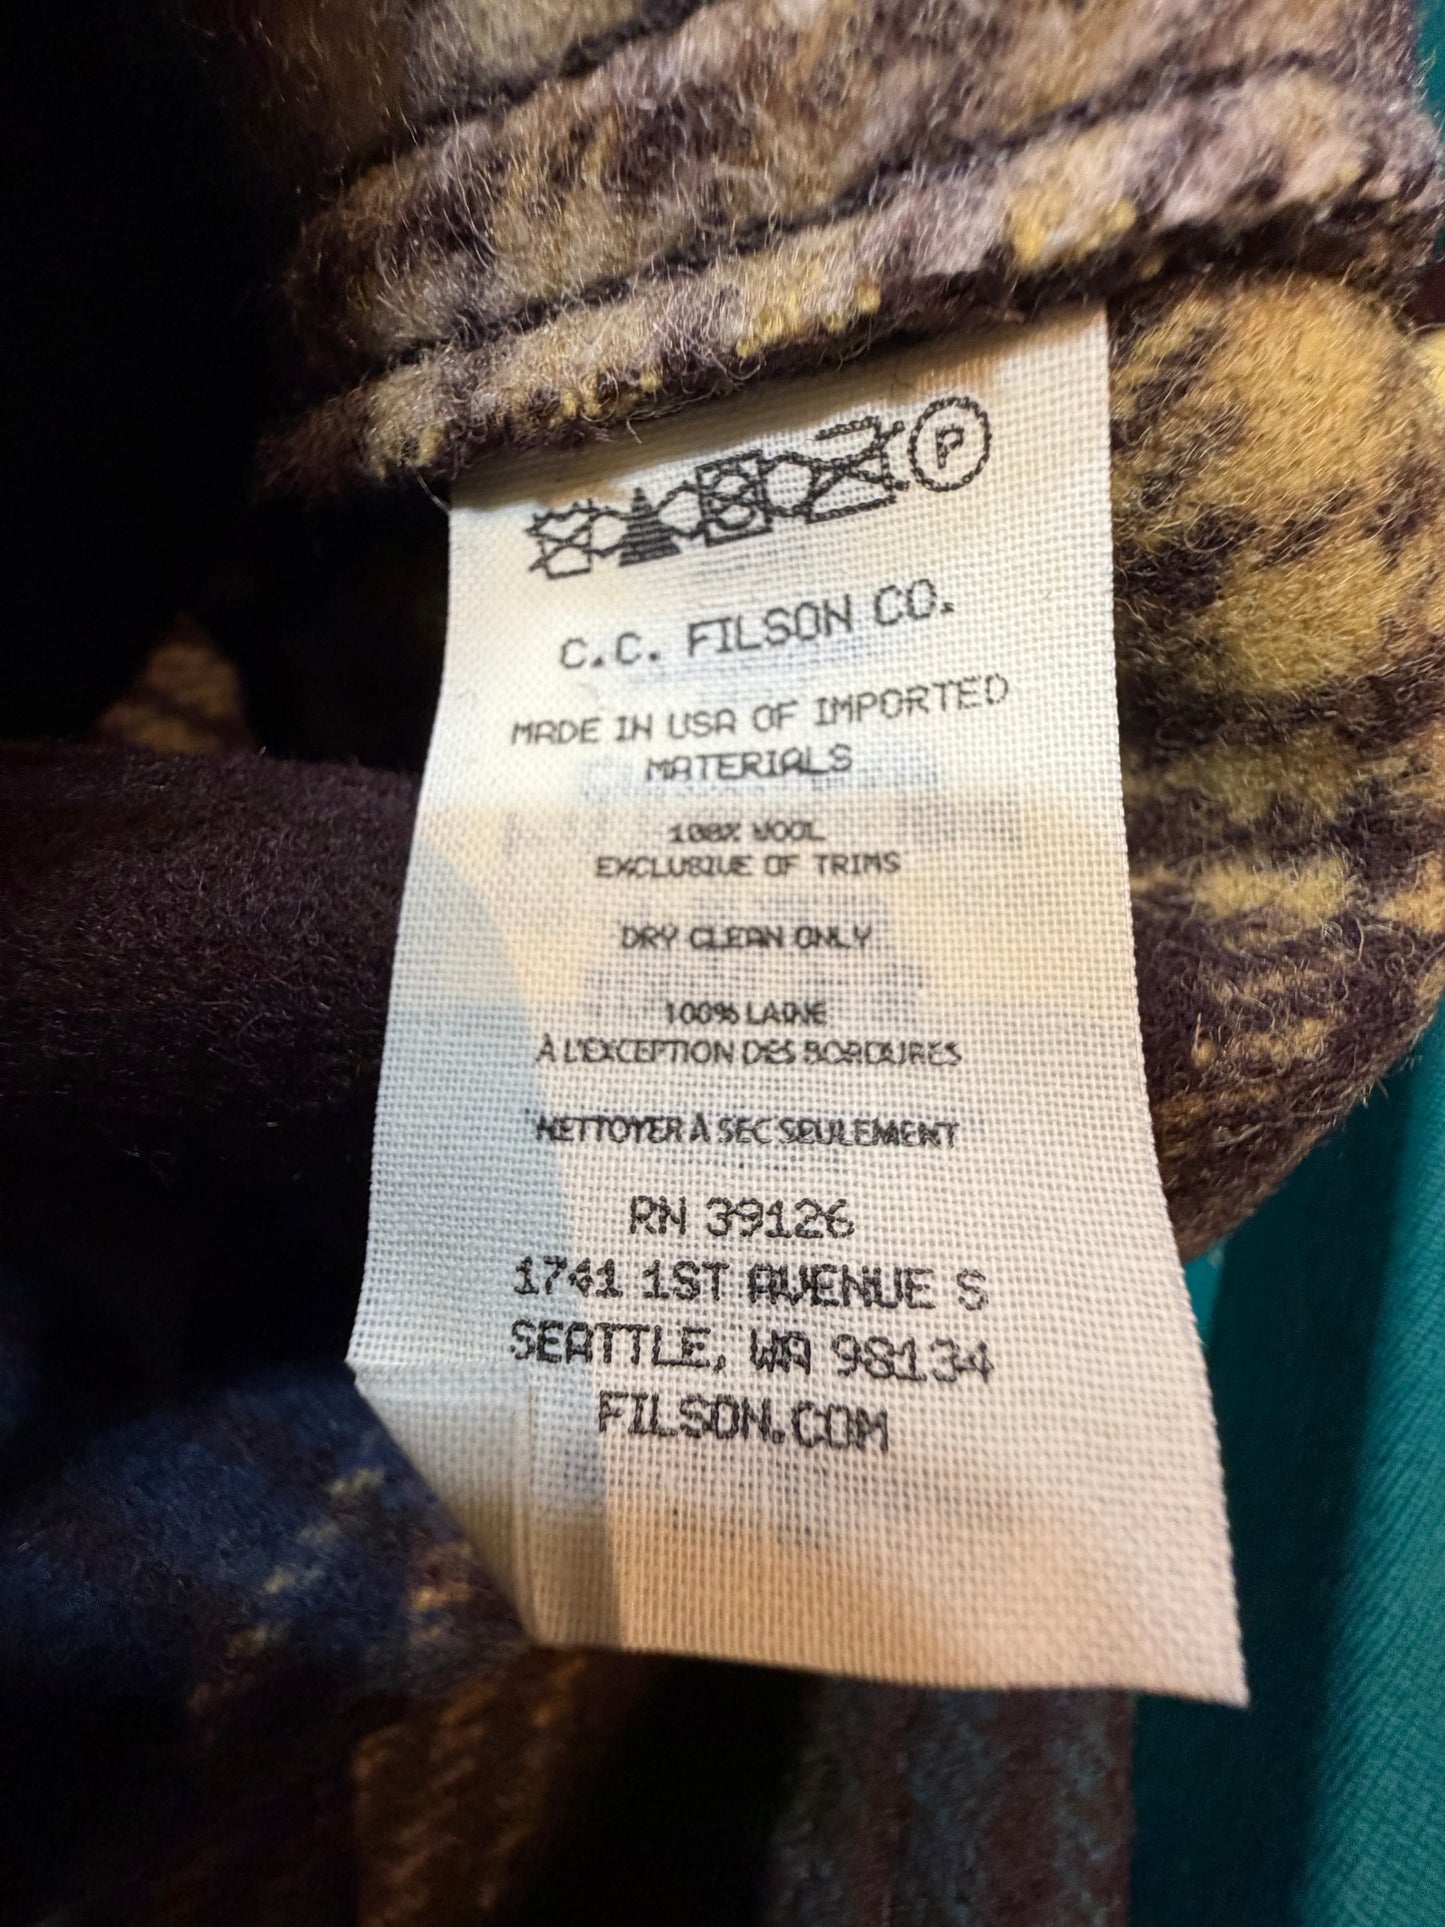 P
C.C. FILSON CO.
MADE IN USA OF IMPORTED
MATERIALS
100% WOOL
EXCLUSIVE OF TRIMS
DRY CLEAN ONLY
100% LAINE
À L'EXCEPTION DES BORDURES
NETTOYER À SEC SEULEMENT
RN 39126
1741 1ST AVENUE S
SEATTLE, WA 98134
FILSON.COM